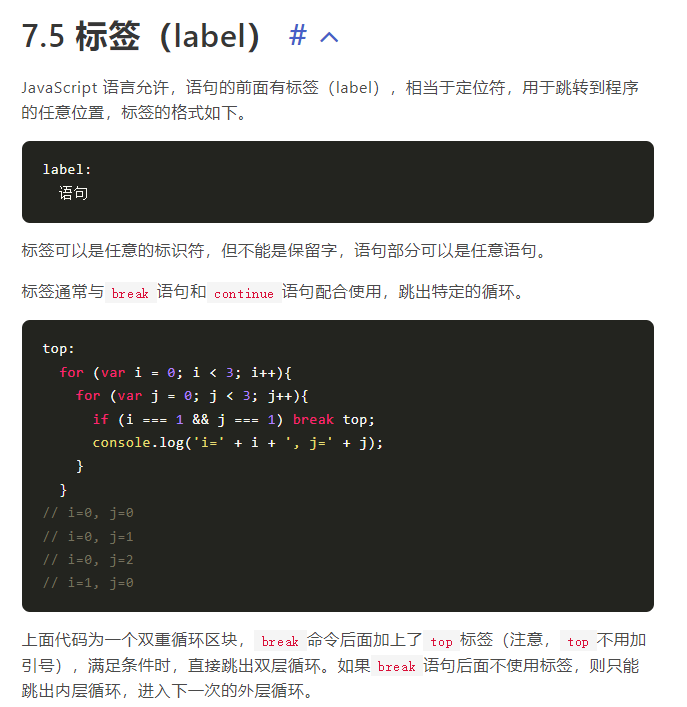 7.5 标签（label） # ^
JavaScript 语言允许，语句的前面有标签（label），相当于定位符，用于跳转到程序
的任意位置，标签的格式如下。
label:
  语句
标签可以是任意的标识符，但不能是保留字，语句部分可以是任意语句。
标签通常与 break 语句和 continue 语句配合使用，跳出特定的循环。
top:
  for (var i = 0; i < 3; i++){
    for (var j = 0; j < 3; j++){
      if (i === 1 && j === 1) break top;
      console.log('i=' + i + ', j=' + j);
    }
  }
// i=0, j=0
// i=0, j=1
// i=0, j=2
// i=1, j=0
上面代码为一个双重循环区块， break 命令后面加上了 top 标签（注意， top 不用加
引号），满足条件时，直接跳出双层循环。如果 break 语句后面不使用标签，则只能
跳出内层循环，进入下一次的外层循环。